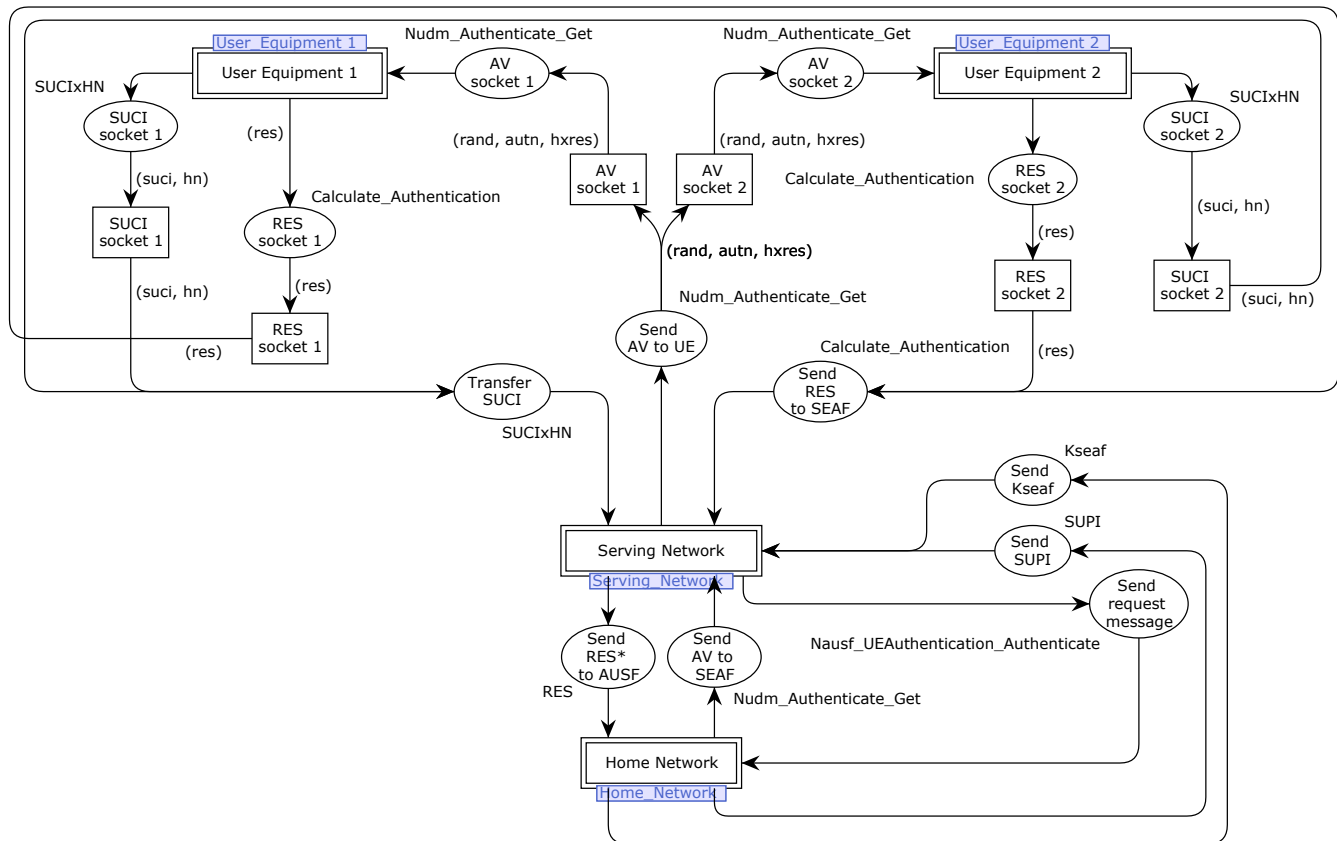 Nudm_Authenticate_Get
Nudm_Authenticate_Get
User_Equipment 1
User Equipment 1
AV
socket 1
AV
socket 2
User_Equipment 2
User Equipment 2
SUCIxHN
SUCI
socket 1
(res)
(rand, autn, hxres)
(rand, autn, hxres)
SUCIxHN
SUCI
socket 2
(suci, hn)
AV
socket 1
AV
socket 2
Calculate_Authentication
RES
socket 2
Calculate_Authentication
SUCI
socket 1
RES
socket 1
(suci, hn)
(res)
(rand, autn, hxres)
(suci, hn)
(res)
RES
socket 2
SUCI
socket 2
(suci, hn)
Nudm_Authenticate_Get
RES
socket 1
(res)
Send
AV to UE
Calculate_Authentication
(res)
Transfer
SUCI
SUCIxHN
Send
RES
to SEAF
Kseaf
Send
Kseaf
SUPI
Send
SUPI
Serving Network
Serving_Network
Send
request
message
Nausf_UEAuthentication_Authenticate
Send
RES*
to AUSF
RES
Send
AV to
SEAF
Nudm_Authenticate_Get
Home Network
Home_Network